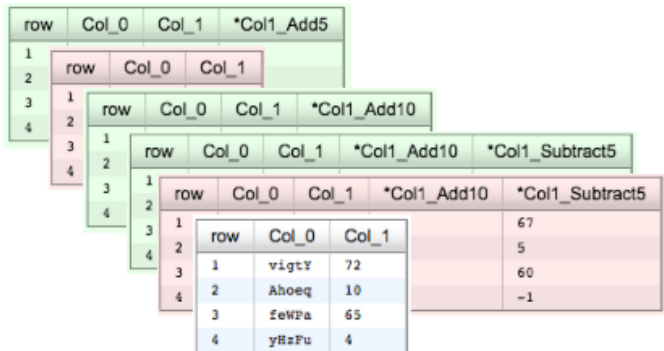 row Col_0 Col_1 *Col1_Add5
1
2
3
4
row Col_0 Col_1
1
2
3
4
row Col_0 Col_1 *Col1_Add10
1
2
3
4
row Col_0 Col_1 *Col1_Add10 *Col1_Subtract5
1
2
3
4
row Col_0 Col_1 *Col1_Add10 *Col1_Subtract5
1 67
2 5
3 60
4 -1
row Col_0 Col_1
1 vigtY 72
2 Ahoeq 10
3 feWPa 65
4 yHzFu 4